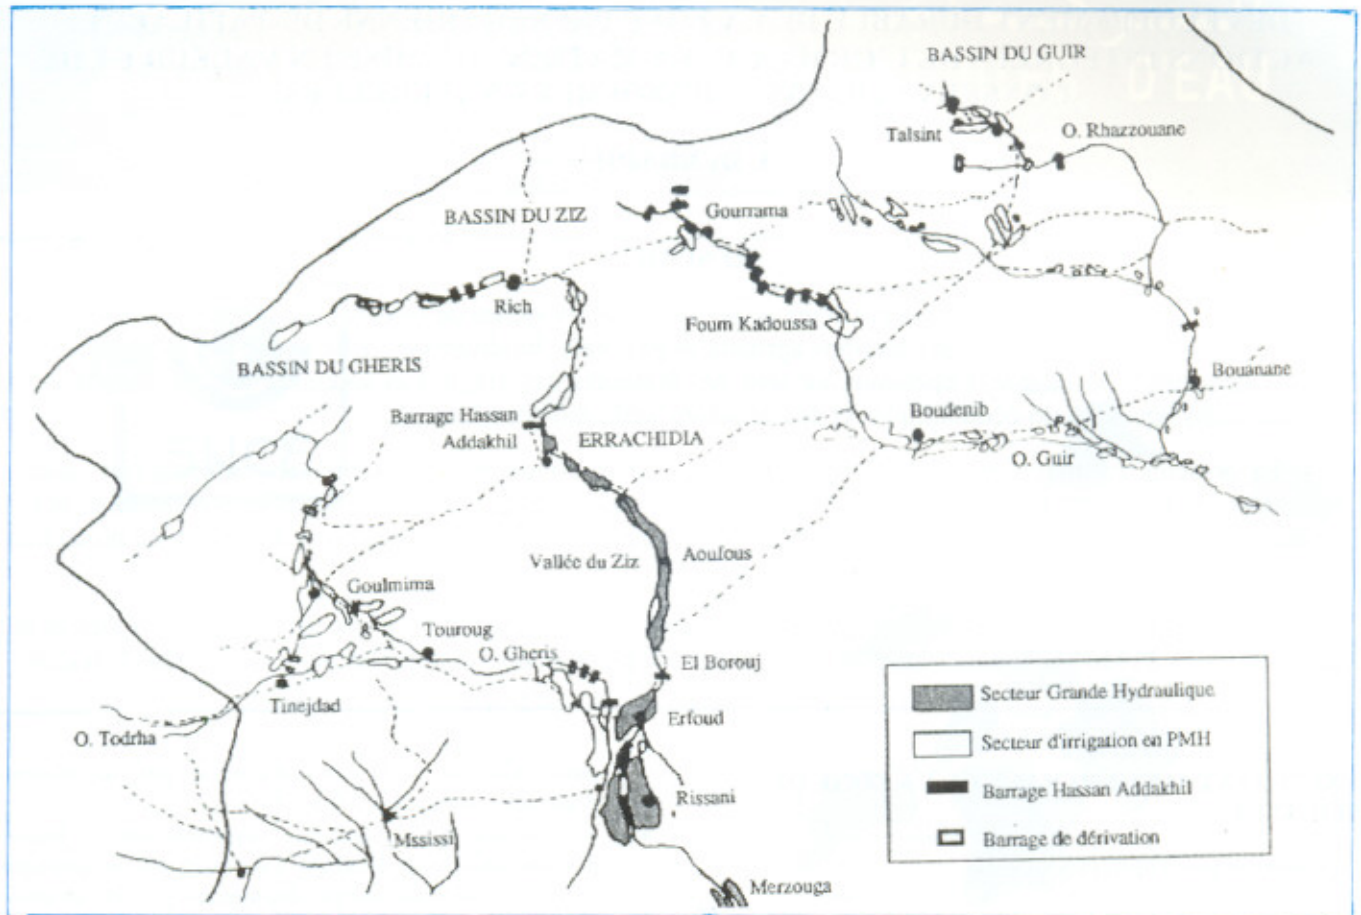 BASSIN DU GUIR
Talsint
O. Rhazzouane
BASSIN DU ZIZ
Gourrama
Rich
Foum Kadoussa
BASSIN DU GHERIS
Bouanane
Barrage Hassan
Addakhil
ERRACHIDIA
Boudenib
O. Guir
Vallée du Ziz
Aoufous
Goulmima
Touroug
O. Gheris
El Borouj
Tinejdad
Erfoud
O. Todrha
Rissani
Mssissi
Merzouga
Secteur Grande Hydraulique
Secteur d'irrigation en PMH
Barrage Hassan Addakhil
Barrage de dérivation